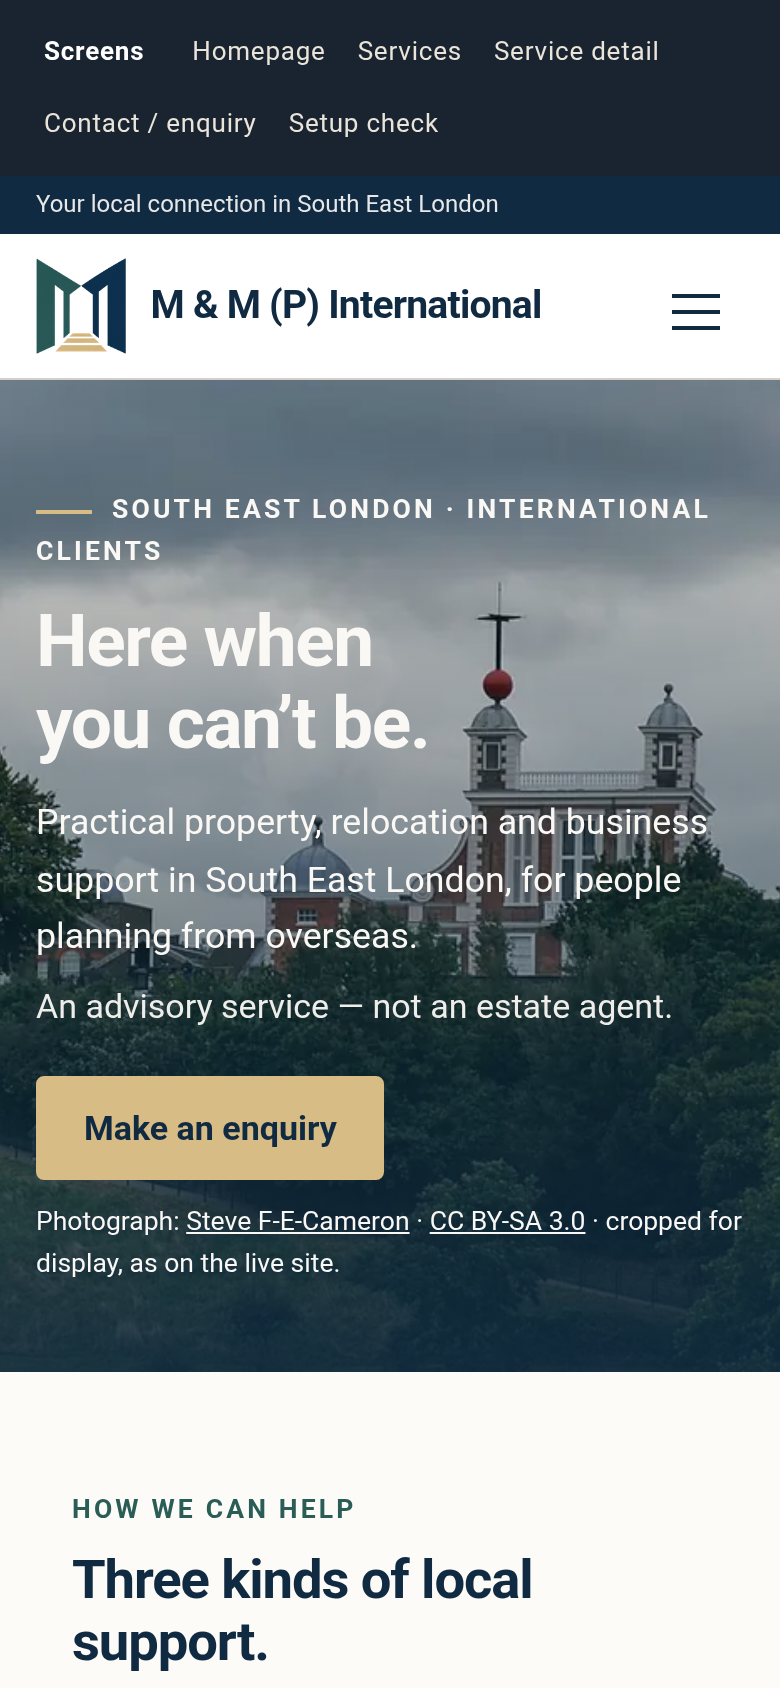 Screens Homepage Services Service detail
Contact / enquiry Setup check
Your local connection in South East London
M & M (P) International
SOUTH EAST LONDON · INTERNATIONAL
CLIENTS
Here when
you can’t be.
Practical property, relocation and business
support in South East London, for people
planning from overseas.
An advisory service — not an estate agent.
Make an enquiry
Photograph: Steve F-E-Cameron · CC BY-SA 3.0 · cropped for
display, as on the live site.
HOW WE CAN HELP
Three kinds of local
support.